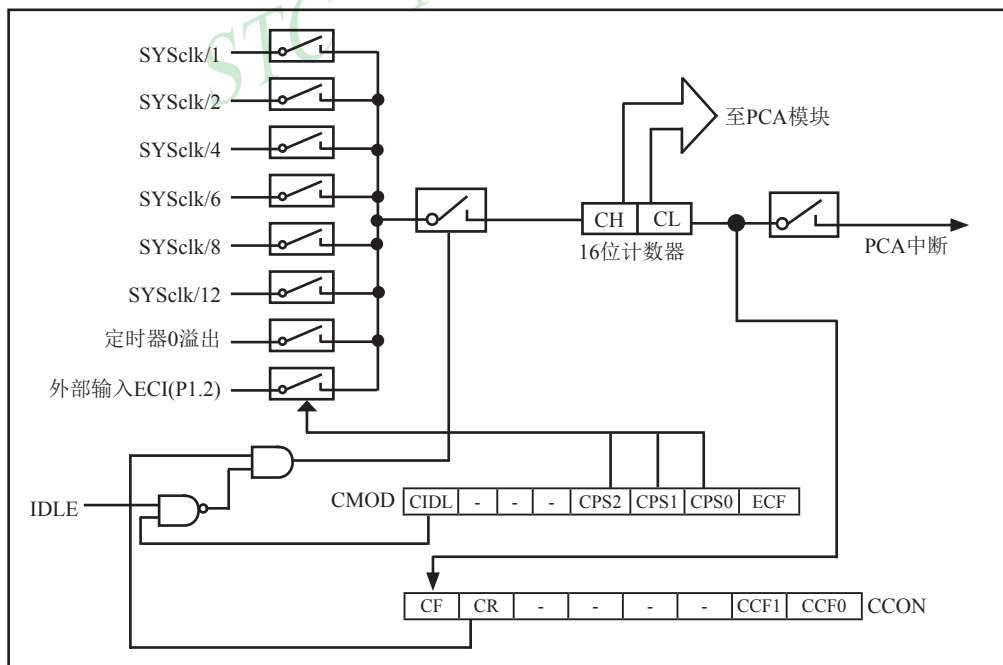 STC
SYSclk/1
SYSclk/2
SYSclk/4
SYSclk/6
SYSclk/8
SYSclk/12
定时器0溢出
外部输入ECI(P1.2)
至PCA模块
CH CL
16位计数器
PCA中断
IDLE
CMOD CIDL - - - CPS2 CPS1 CPS0 ECF
CF CR - - - - CCF1 CCF0 CCON